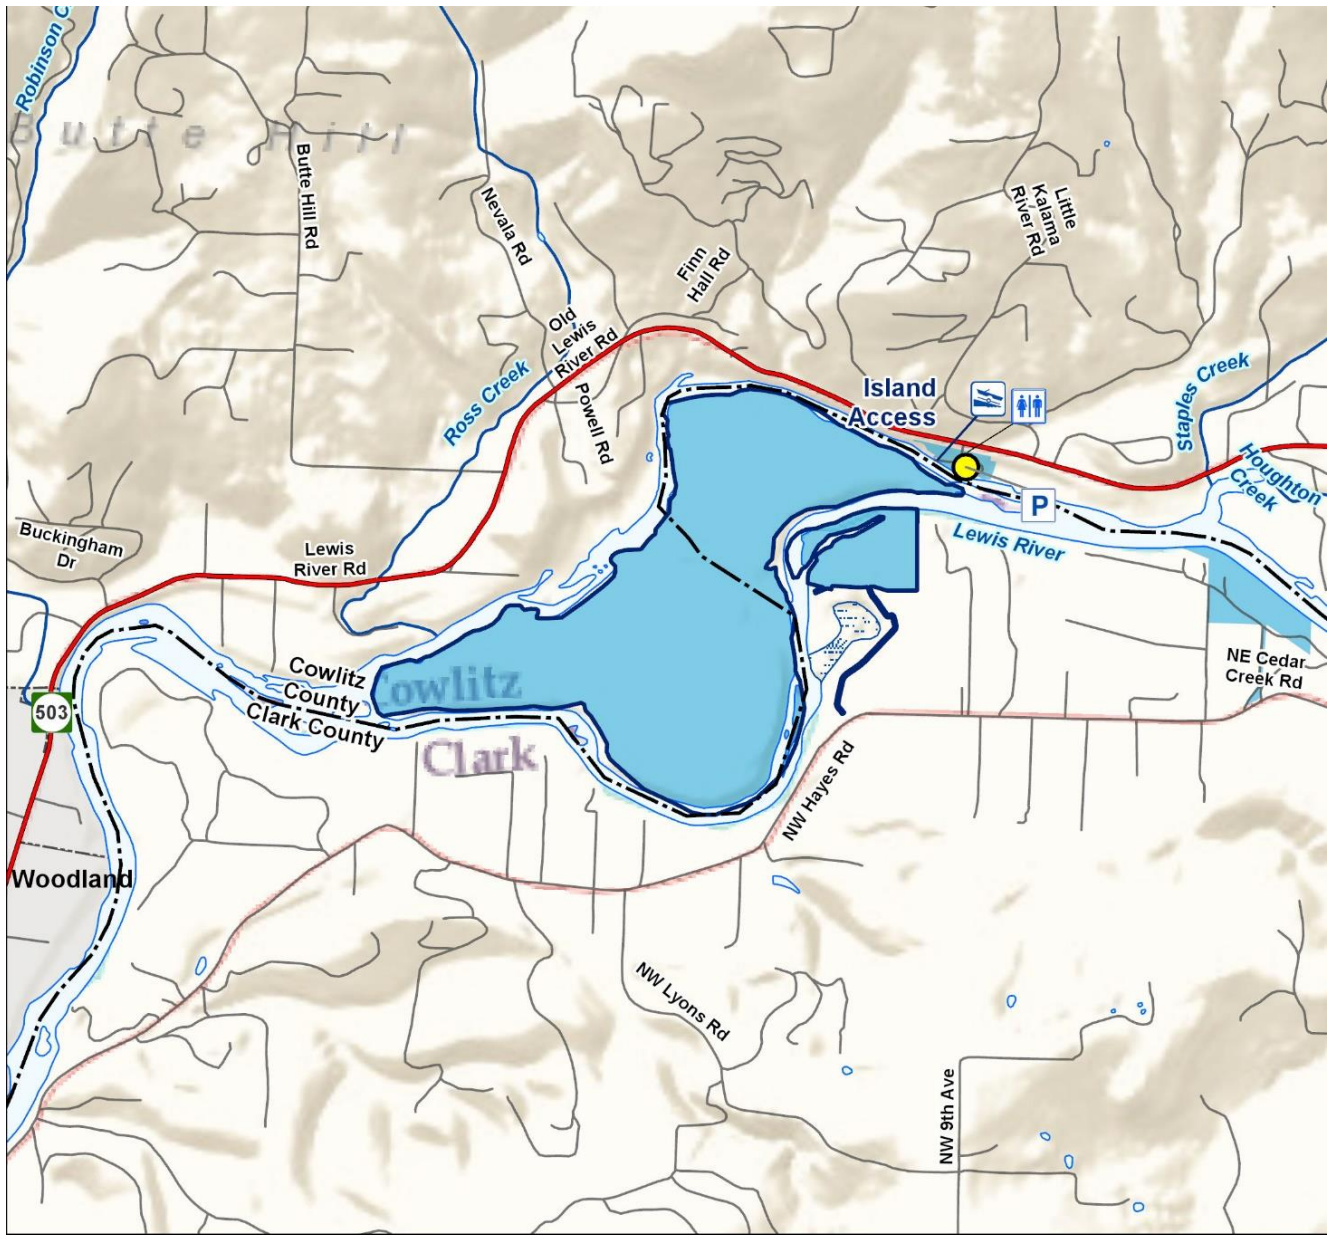 Robinson C
Butte Hill
Butte Hill Rd
Nevala Rd
Finn
Hall Rd
Little
Kalama
River Rd
Old
Lewis
River Rd
Ross Creek
Powell Rd
Island
Access
Staples Creek
Houghton
Creek
P
Lewis River
Buckingham
Dr
Lewis
River Rd
NE Cedar
Creek Rd
Cowlitz
County
Clark County
Cowlitz
Clark
503
NW Hayes Rd
Woodland
NW Lyons Rd
NW 9th Ave